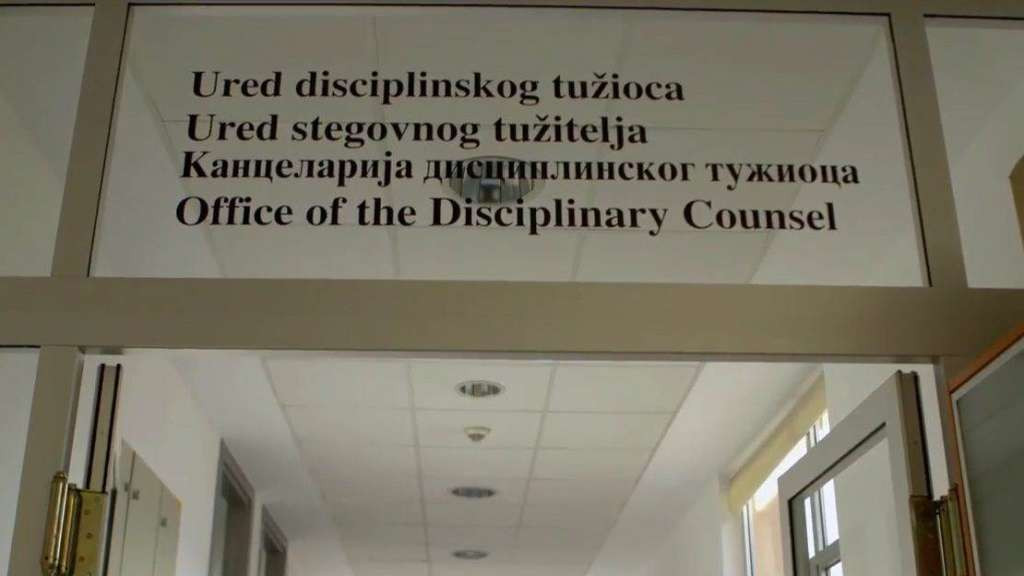 Ured disciplinskog tužioca
Ured stegovnog tužitelja
Канцеларија дисциплинског тужиоца
Office of the Disciplinary Counsel